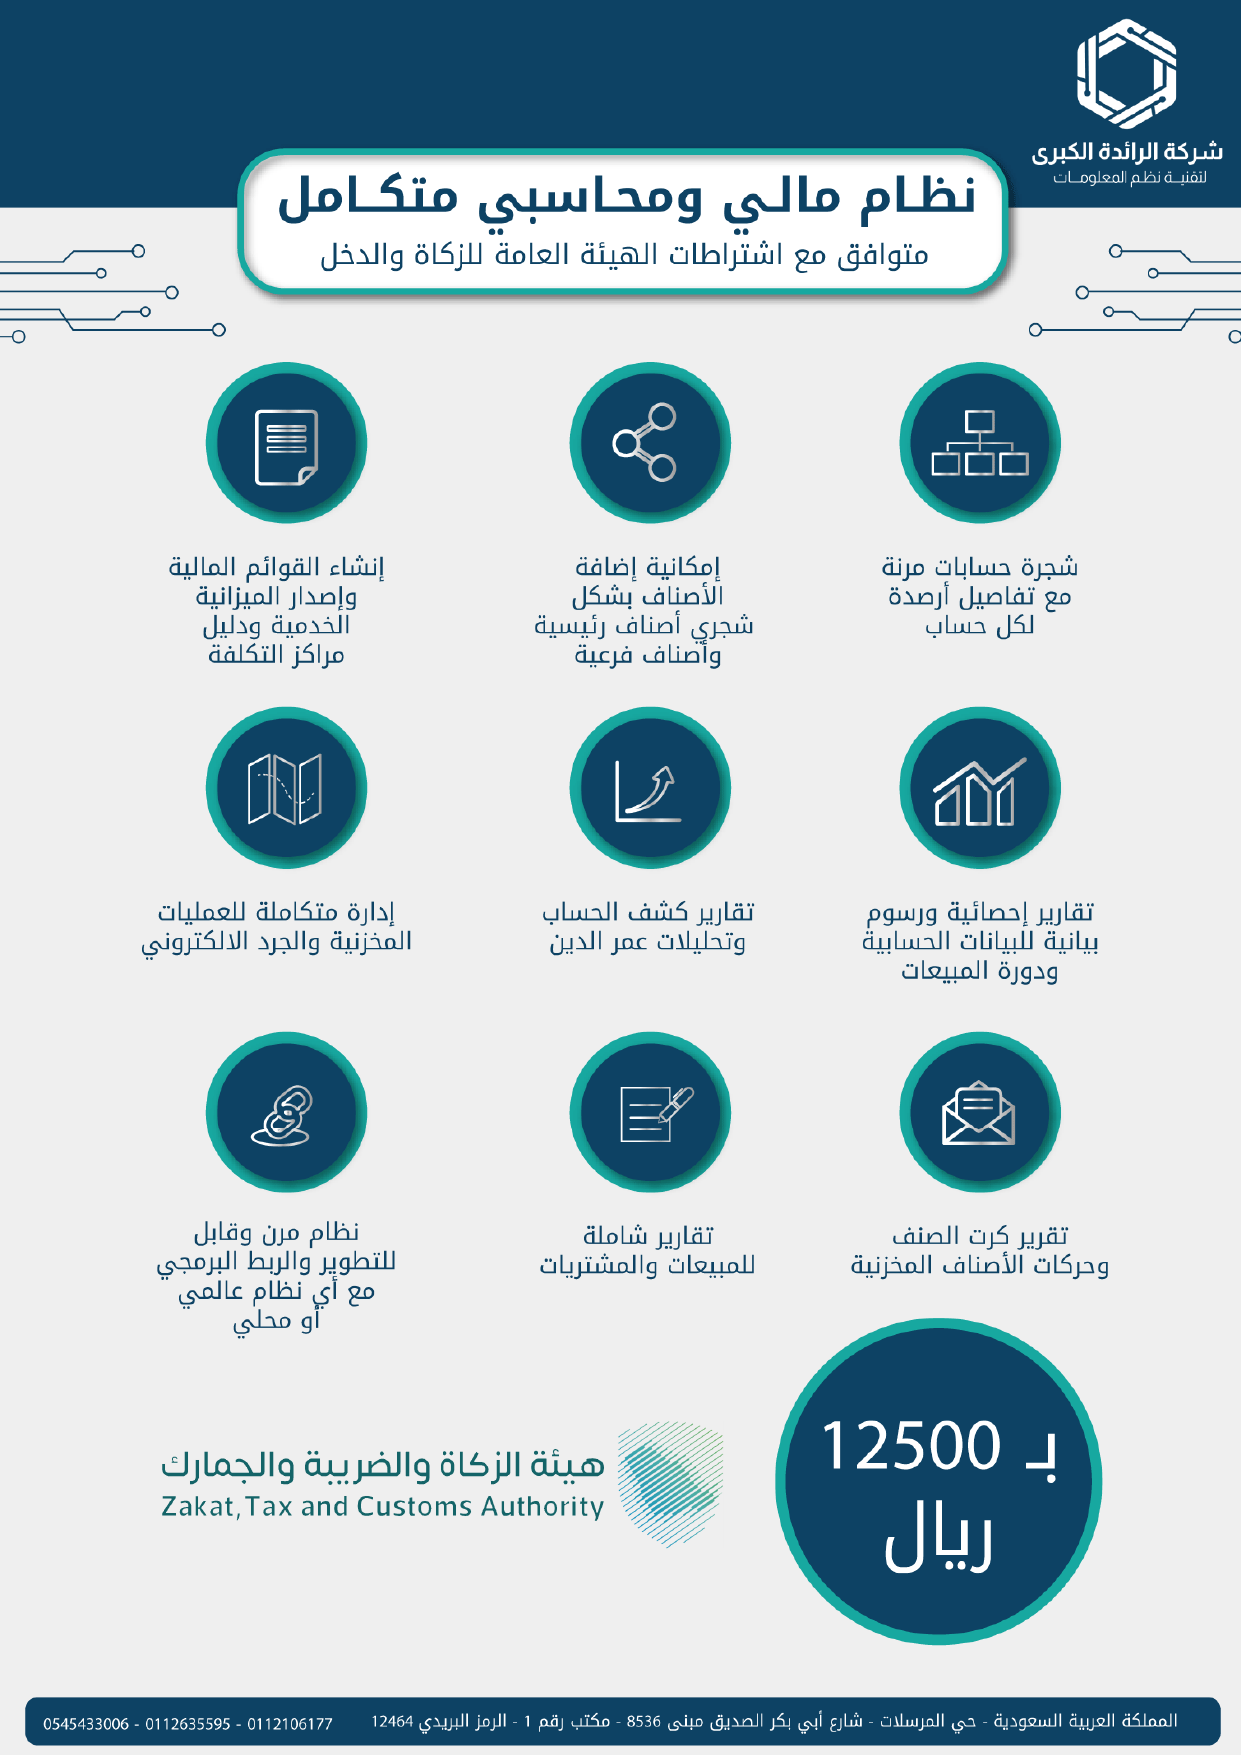 شركة الرائدة الكبرى
لتقنية نظم المعلومات
نظام مالي ومحاسبي متكامل
متوافق مع اشتراطات الهيئة العامة للزكاة والدخل
شجرة حسابات مرنة
مع تفاصيل أرصدة
لكل حساب
إمكانية إضافة
الأصناف بشكل
شجري أصناف رئيسية
وأصناف فرعية
إنشاء القوائم المالية
وإصدار الميزانية
الخدمية ودليل
مراكز التكلفة
تقارير إحصائية ورسوم
بيانية للبيانات الحسابية
ودورة المبيعات
تقارير كشف الحساب
وتحليلات عمر الدين
إدارة متكاملة للعمليات
المخزنية والجرد الالكتروني
تقرير كرت الصنف
وحركات الأصناف المخزنية
تقارير شاملة
للمبيعات والمشتريات
نظام مرن وقابل
للتطوير والربط البرمجي
مع أي نظام عالمي
أو محلي
بـ 12500
ريال
هيئة الزكاة والضريبة والجمارك
Zakat, Tax and Customs Authority
المملكة العربية السعودية - حي المرسلات - شارع أبي بكر الصديق مبنى 8536 - مكتب رقم 1 - الرمز البريدي 12464
0545433006 - 0112635595 - 0112106177